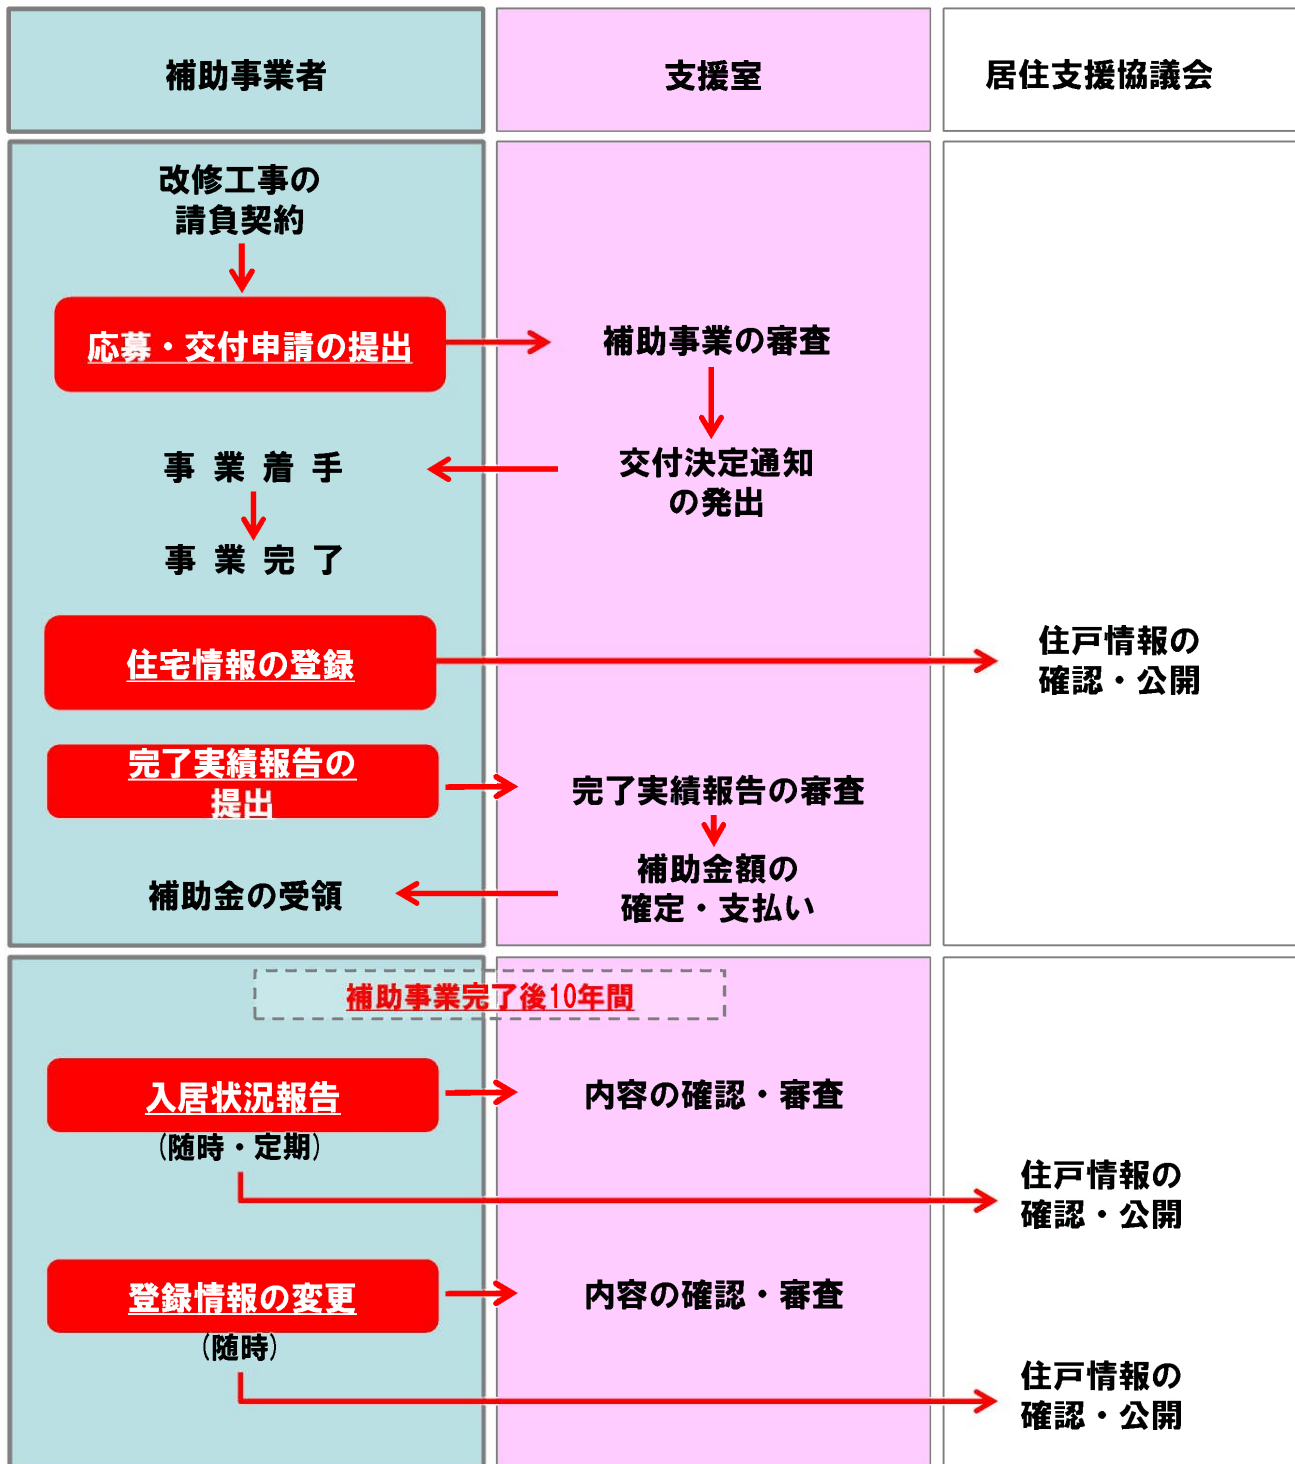 補助事業者
支援室
居住支援協議会
改修工事の
請負契約
応募・交付申請の提出
補助事業の審査
事業着手
交付決定通知
の発出
事業完了
住宅情報の登録
住戸情報の
確認・公開
完了実績報告の
提出
完了実績報告の審査
補助金の受領
補助金額の
確定・支払い
補助事業完了後10年間
入居状況報告
(随時・定期)
内容の確認・審査
住戸情報の
確認・公開
登録情報の変更
(随時)
内容の確認・審査
住戸情報の
確認・公開